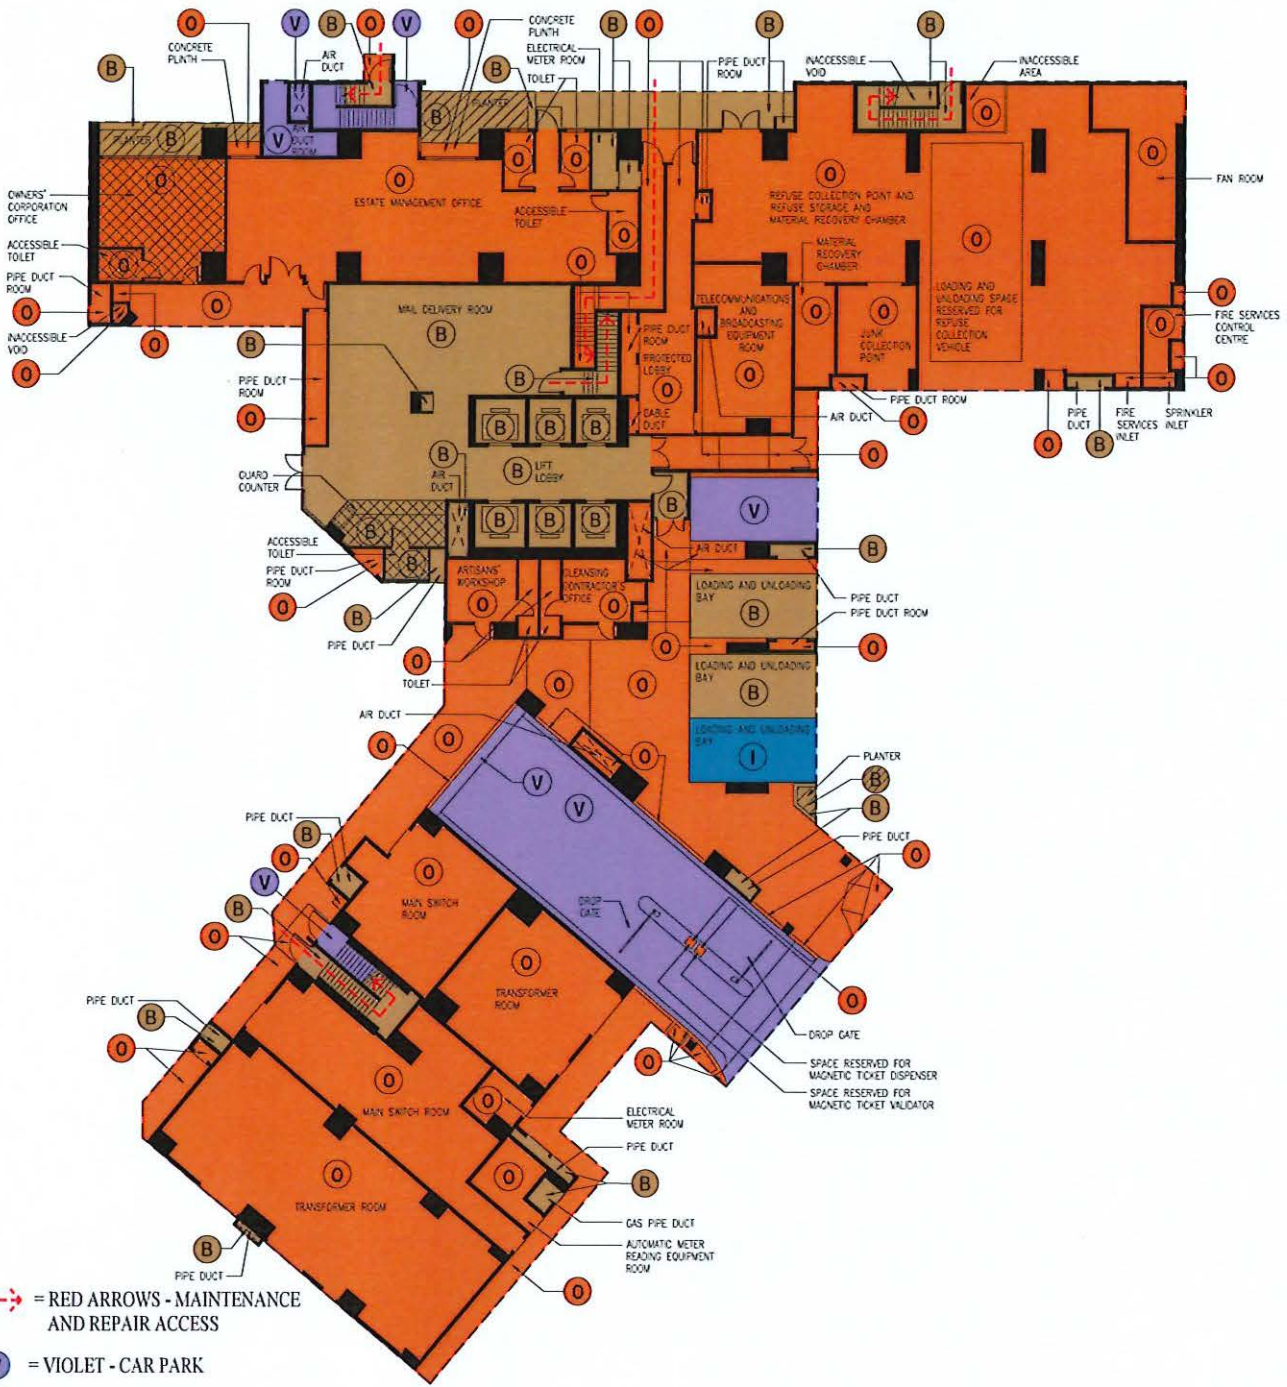 O
V
B
O
V
O
CONCRETE
PLINTH
B
O
B
B
CONCRETE
PLINTH
AIR
DUCT
ELECTRICAL
METER ROOM
PIPE DUCT
ROOM
INACCESSIBLE
VOID
INACCESSIBLE
AREA
B
B
TOILET
PLANTER
B
PLANTER
B
B
V
AIR
DUCT
ROOM
O
O
O
O
O
O
OWNERS'
CORPORATION
OFFICE
ESTATE MANAGEMENT OFFICE
REFUSE COLLECTION POINT AND
REFUSE STORAGE AND
MATERIAL RECOVERY CHAMBER
FAN ROOM
ACCESSIBLE
TOILET
O
O
ACCESSIBLE
TOILET
O
MATERIAL
RECOVERY
CHAMBER
O
PIPE DUCT
ROOM
O
O
O
O
LOADING AND
UNLOADING SPACE
RESERVED FOR
REFUSE
COLLECTION
VEHICLE
O
MAIL DELIVERY ROOM
B
TELECOMMUNICATIONS
AND
BROADCASTING
EQUIPMENT
ROOM
O
FIRE SERVICES
CONTROL
CENTRE
INACCESSIBLE
VOID
O
B
PIPE DUCT
ROOM
PROTECTED
LOBBY
JUNK
COLLECTION
POINT
O
O
PIPE DUCT
ROOM
B
O
O
O
PIPE DUCT ROOM
O
CABLE
DUCT
AIR DUCT
O
PIPE
DUCT
FIRE
SERVICES
INLET
SPRINKLER
INLET
B
B
B
O
B
B
O
GUARD
COUNTER
AIR
DUCT
B
LIFT
LOBBY
B
V
B
B
B
B
B
ACCESSIBLE
TOILET
B
AIR DUCT
PIPE DUCT
ROOM
ARTISANS'
WORKSHOP
CLEANSING
CONTRACTOR'S
OFFICE
LOADING AND UNLOADING
BAY
PIPE DUCT
O
B
O
O
B
PIPE DUCT ROOM
PIPE DUCT
O
O
O
LOADING AND UNLOADING
BAY
TOILET
O
O
B
AIR DUCT
LOADING AND UNLOADING
BAY
O
O
O
I
PLANTER
V
V
B
B
PIPE DUCT
PIPE DUCT
B
O
O
O
V
MAIN SWITCH
ROOM
DROP
GATE
B
O
O
TRANSFORMER
ROOM
O
PIPE DUCT
B
DROP GATE
O
O
SPACE RESERVED FOR
MAGNETIC TICKET DISPENSER
O
SPACE RESERVED FOR
MAGNETIC TICKET VALIDATOR
MAIN SWITCH ROOM
O
ELECTRICAL
METER ROOM
PIPE DUCT
O
O
B
TRANSFORMER ROOM
GAS PIPE DUCT
B
AUTOMATIC METER
READING EQUIPMENT
ROOM
PIPE DUCT
O
= RED ARROWS - MAINTENANCE
AND REPAIR ACCESS
= VIOLET - CAR PARK